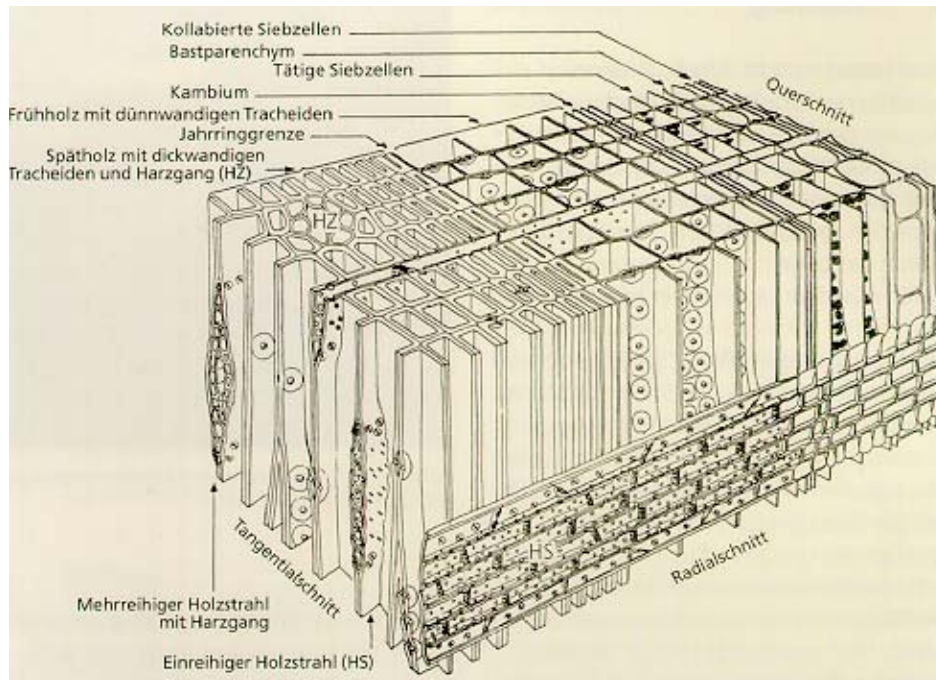 Kollabierte Siebzellen
Bastparenchym
Tätige Siebzellen
Kambium
Frühholz mit dünnwandigen Tracheiden
Jahrringgrenze
Spätholz mit dickwandigen
Tracheiden und Harzgang (HZ)
Querschnitt
HZ
HS
Tangentialschnitt
Radialschnitt
Mehrreihiger Holzstrahl
mit Harzgang
Einreihiger Holzstrahl (HS)